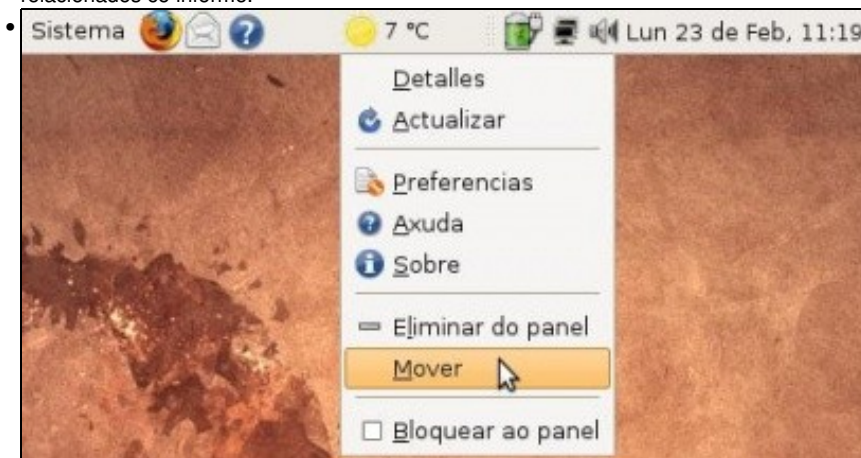 Sistema 7 °C Lun 23 de Feb, 11:19
Detalles
Actualizar
Preferencias
Axuda
Sobre
Eliminar do panel
Mover
Bloquear ao panel